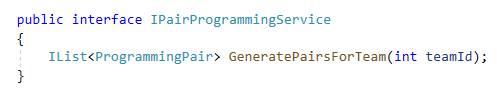 public interface IPairProgrammingService
{
    IList<ProgrammingPair> GeneratePairsForTeam(int teamId);
}